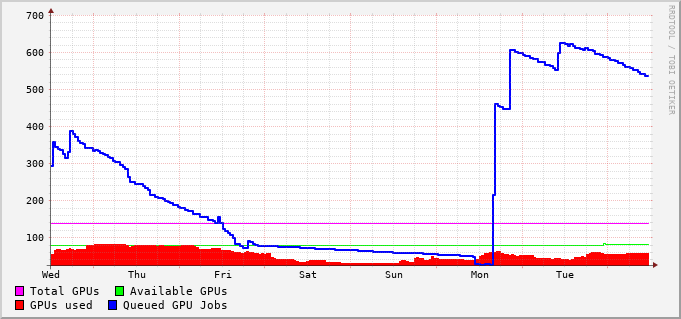 700
600
500
400
300
200
100
Wed Thu Fri Sat Sun Mon Tue
Total GPUs Available GPUs
GPUs used Queued GPU Jobs
RRDTOOL / TOBI OETIKER